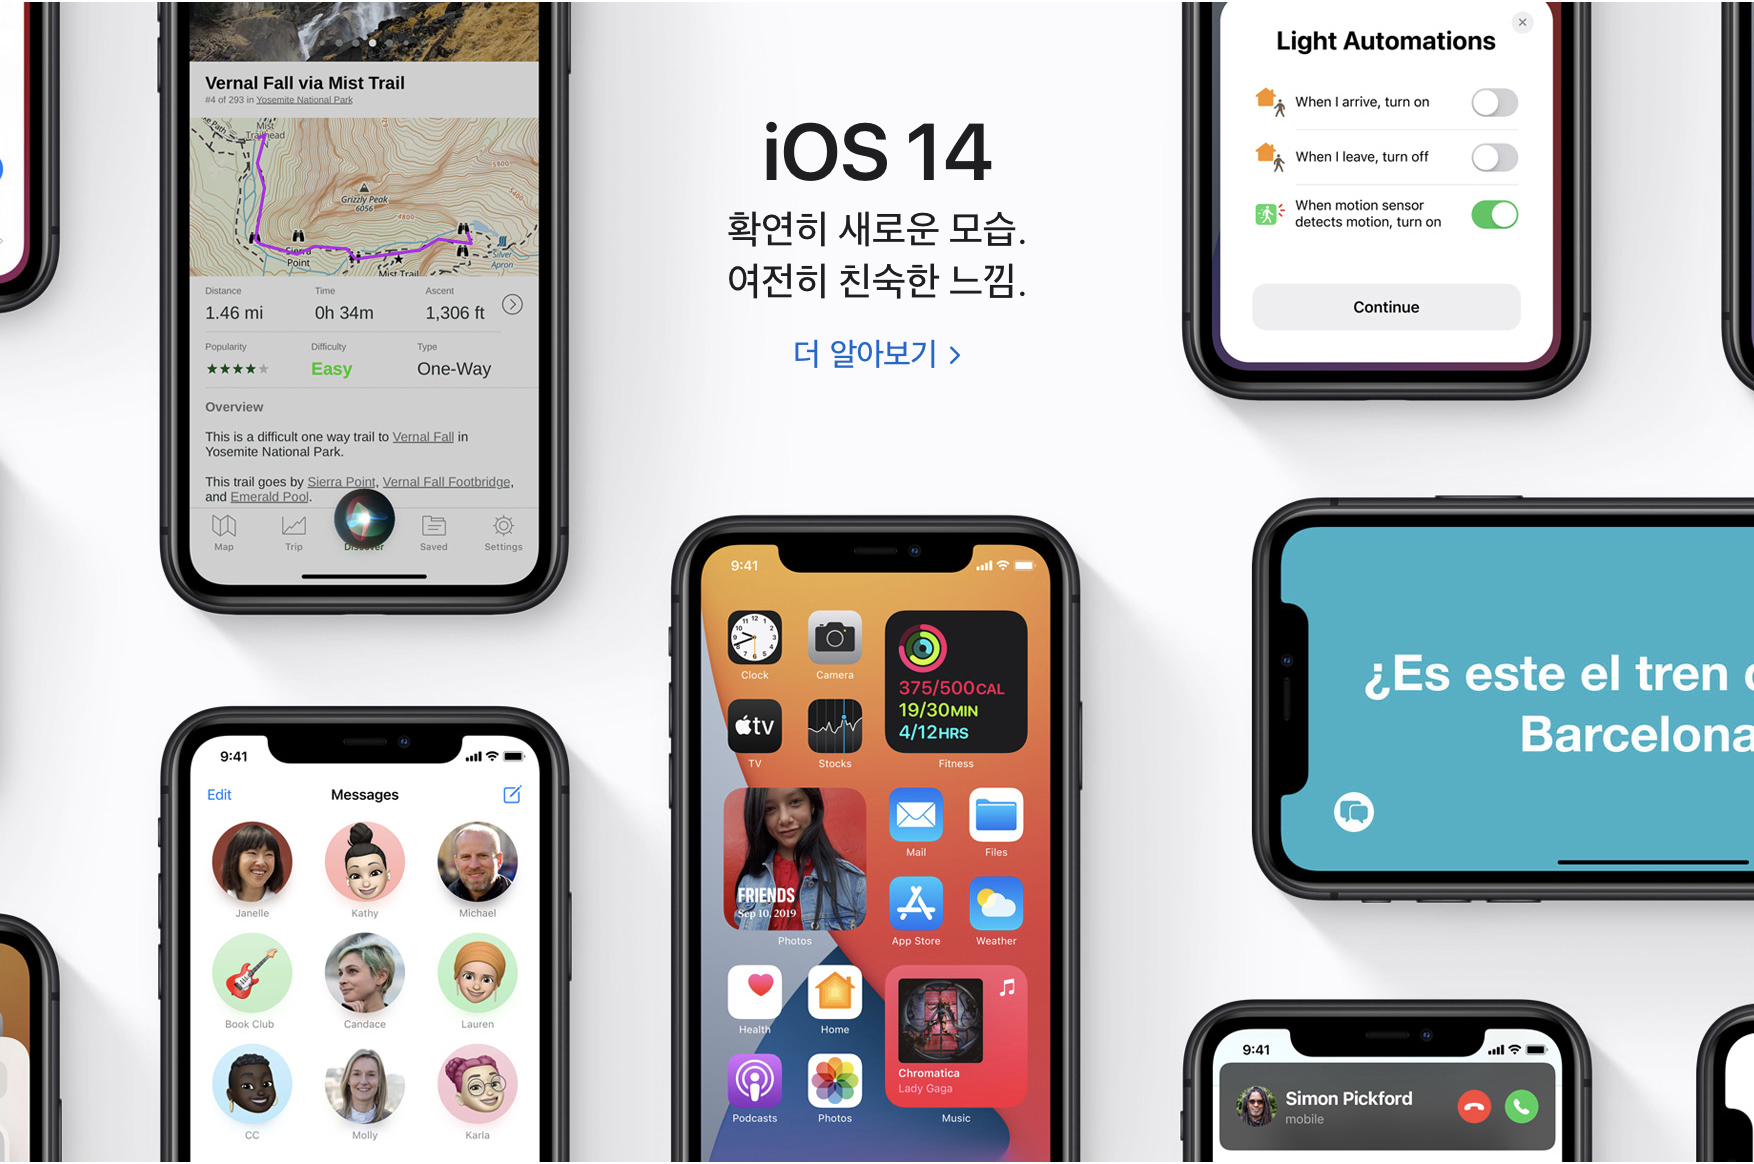 Vernal Fall via Mist Trail
#4 of 293 in Yosemite National Park
Mist
Trailhead
5800
5400
Grizzly Peak
6056
4800
Sierra
Point
Silver
Apron
Mist Trail
Distance
Time
Ascent
1.46 mi
0h 34m
1,306 ft
Popularity
Difficulty
Type
★★★★★
Easy
One-Way
Overview
This is a difficult one way trail to Vernal Fall in
Yosemite National Park.
This trail goes by Sierra Point, Vernal Fall Footbridge,
and Emerald Pool.
Map
Trip
Discover
Saved
Settings
iOS 14
확연히 새로운 모습.
여전히 친숙한 느낌.
더 알아보기 >
Light Automations
When I arrive, turn on
When I leave, turn off
When motion sensor
detects motion, turn on
Continue
9:41
Edit
Messages
Janelle
Kathy
Michael
Book Club
Candace
Lauren
CC
Molly
Karla
9:41
Clock
Camera
375/500CAL
19/30MIN
4/12HRS
tv
TV
Stocks
Fitness
FRIENDS
Sep 10, 2019
Photos
Mail
Files
App Store
Weather
Health
Home
Chromatica
Lady Gaga
Podcasts
Photos
Music
¿Es este el tren
Barcelona
9:41
Simon Pickford
mobile